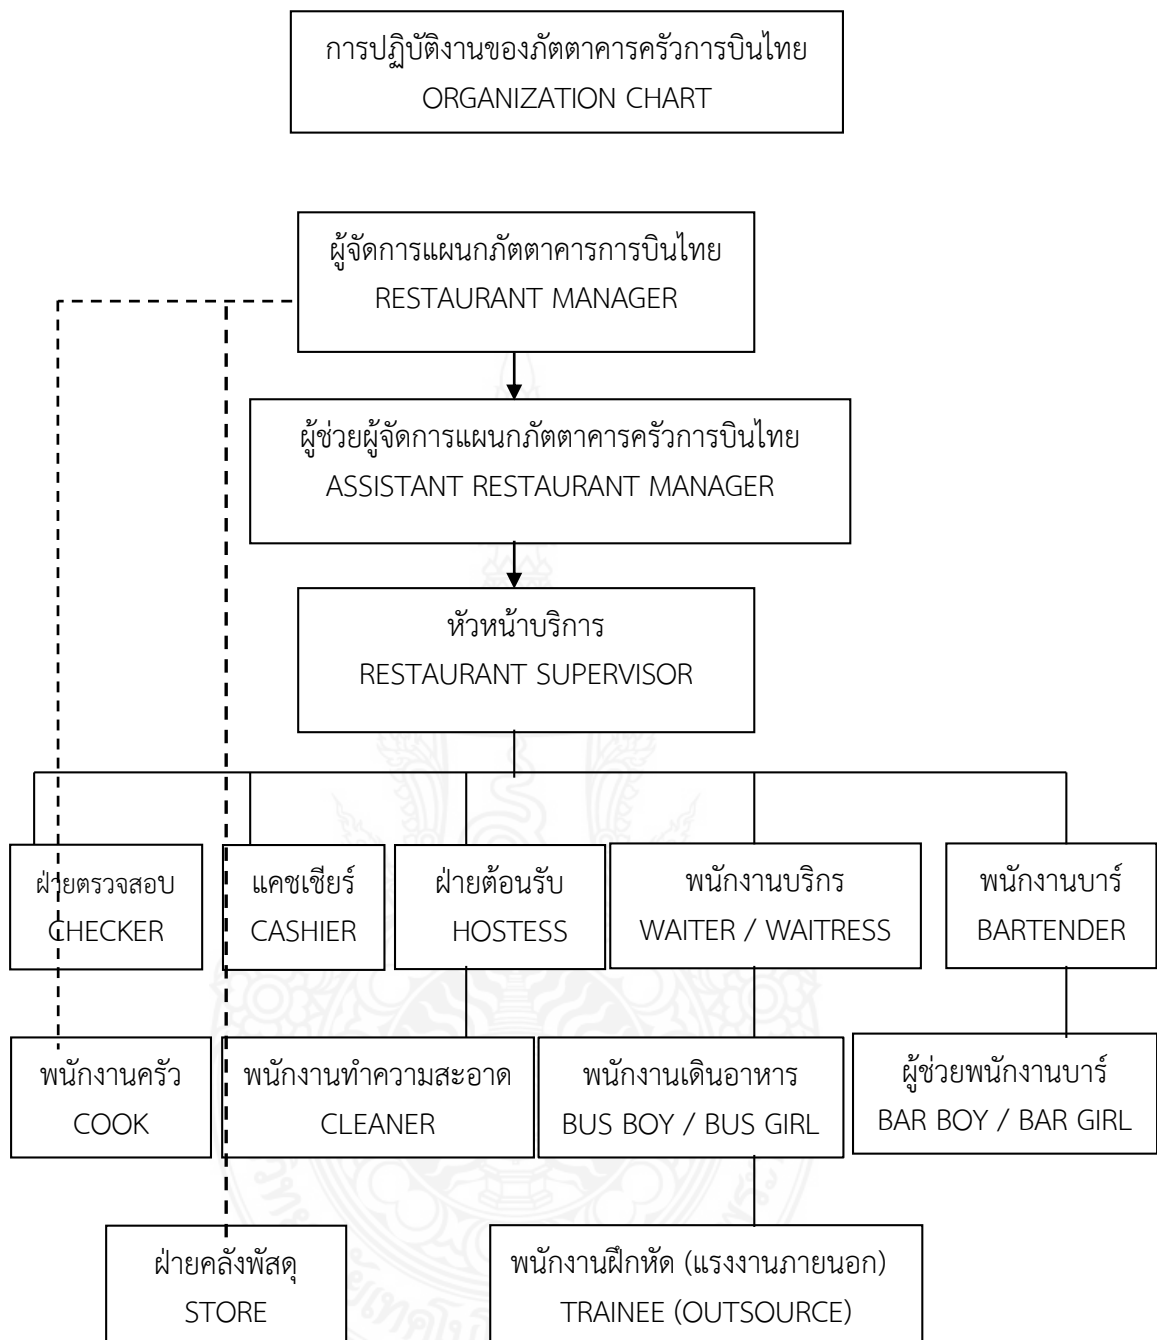 การปฏิบัติงานของภัตตาคารครัวการบินไทย
ORGANIZATION CHART
ผู้จัดการแผนกภัตตาคารการบินไทย
RESTAURANT MANAGER
ผู้ช่วยผู้จัดการแผนกภัตตาคารครัวการบินไทย
ASSISTANT RESTAURANT MANAGER
หัวหน้าบริการ
RESTAURANT SUPERVISOR
ฝ่ายตรวจสอบ
CHECKER
แคชเชียร์
CASHIER
ฝ่ายต้อนรับ
HOSTESS
พนักงานบริกร
WAITER / WAITRESS
พนักงานบาร์
BARTENDER
พนักงานครัว
COOK
พนักงานทำความสะอาด
CLEANER
พนักงานเดินอาหาร
BUS BOY / BUS GIRL
ผู้ช่วยพนักงานบาร์
BAR BOY / BAR GIRL
ฝ่ายคลังพัสดุ
STORE
พนักงานฝึกหัด (แรงงานภายนอก)
TRAINEE (OUTSOURCE)